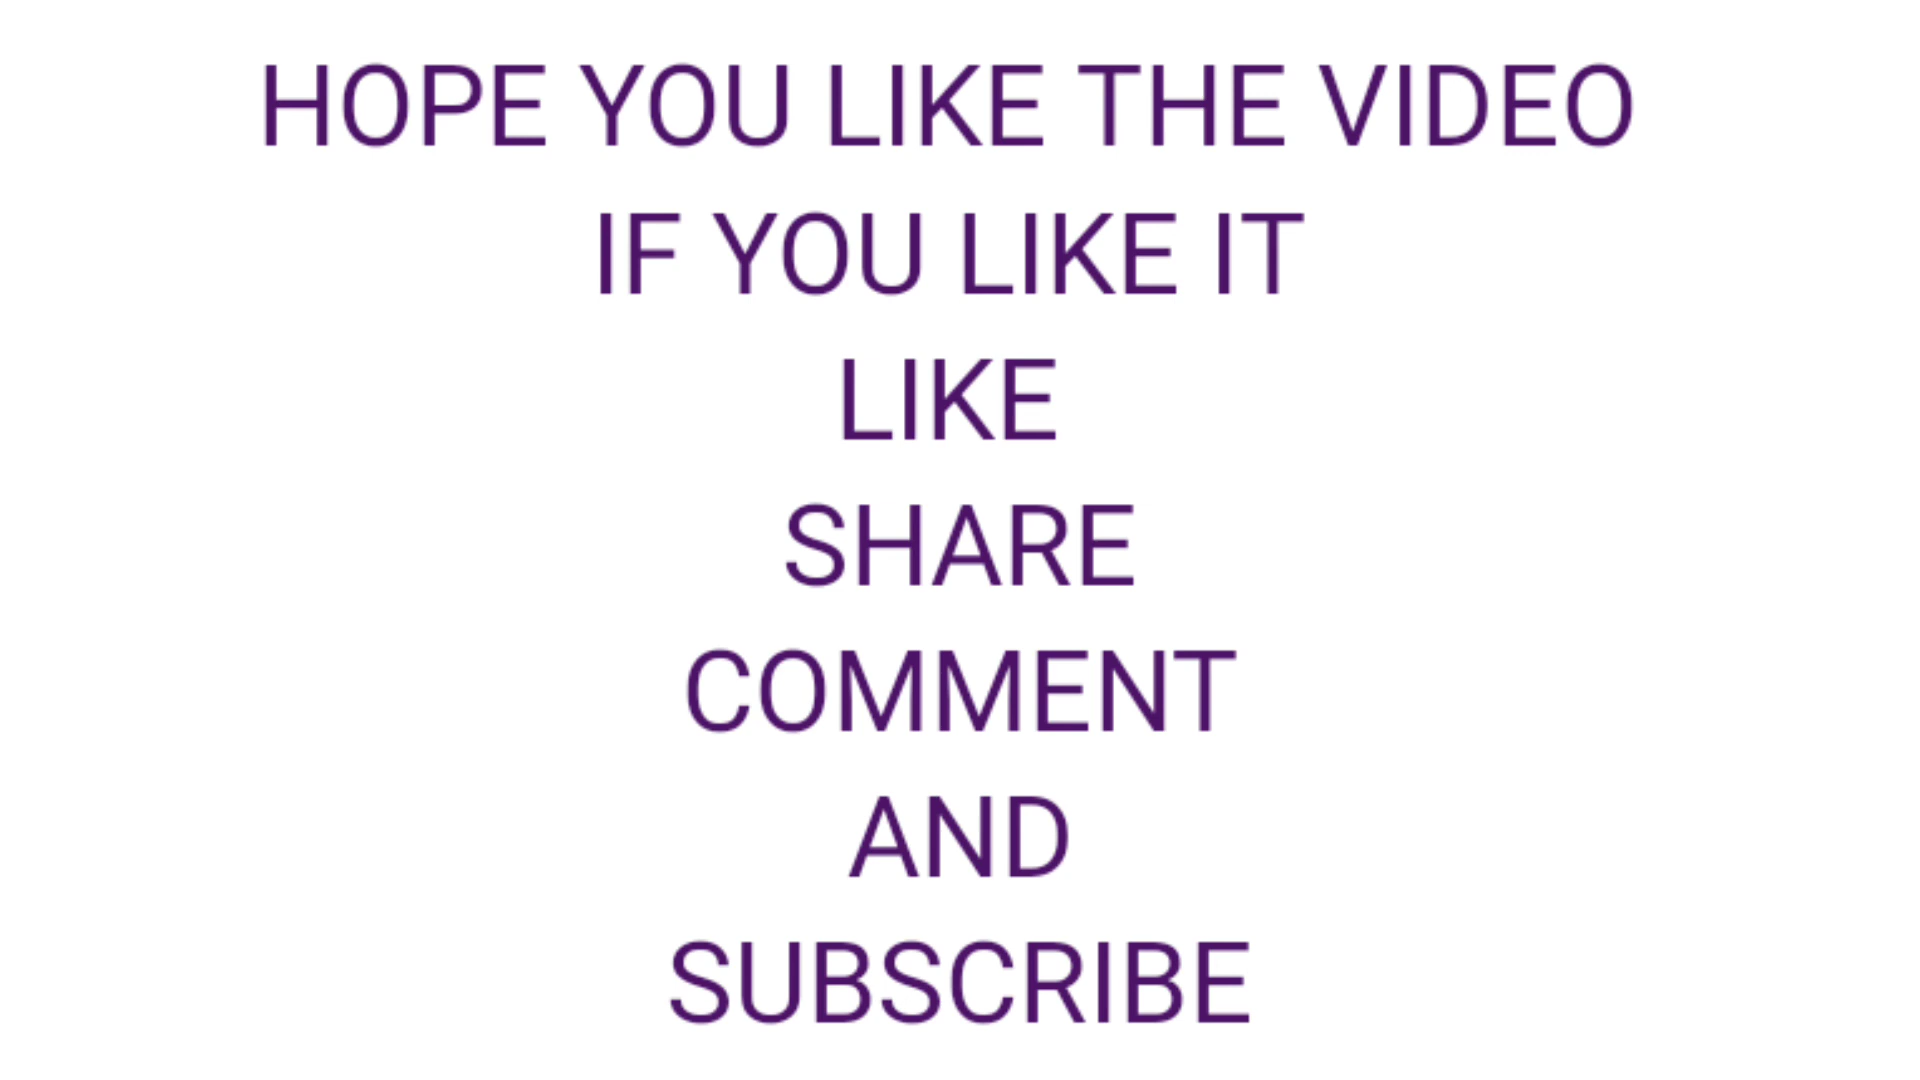 HOPE YOU LIKE THE VIDEO
IF YOU LIKE IT
LIKE
SHARE
COMMENT
AND
SUBSCRIBE